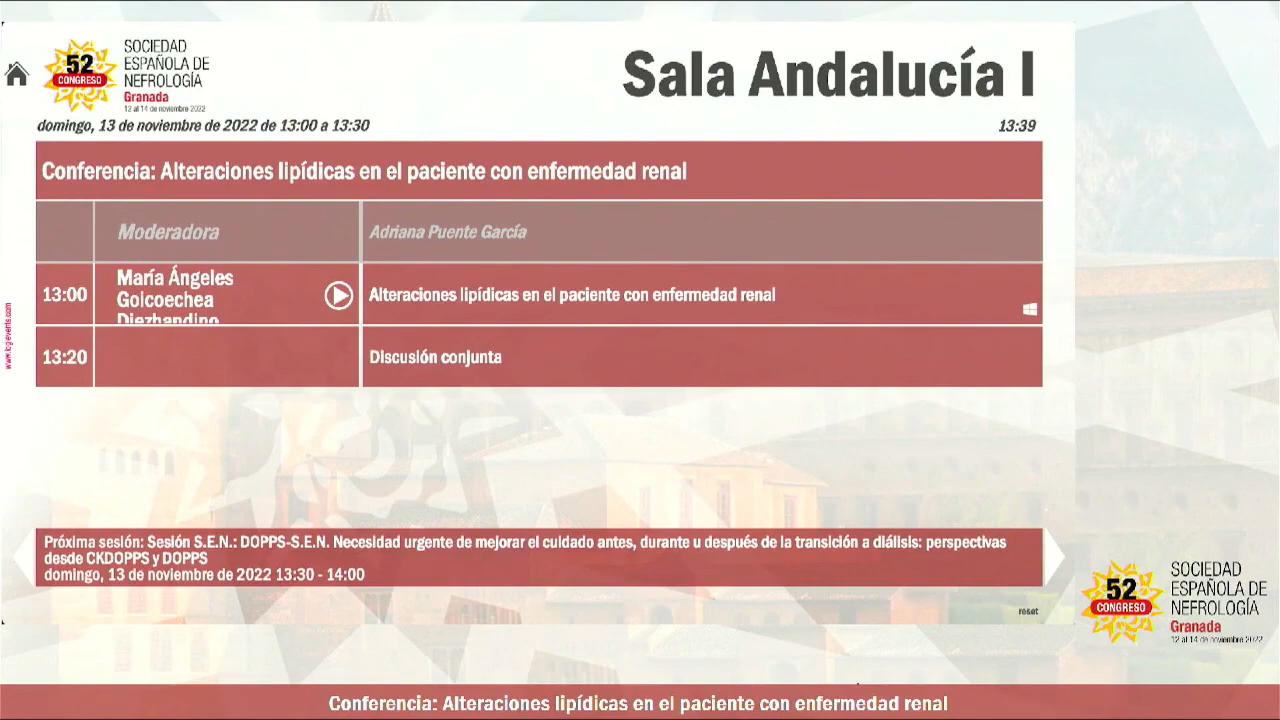 52
CONGRESO
SOCIEDAD
ESPAÑOLA DE
NEFROLOGÍA
Granada
12 al 14 de noviembre 2022
Sala Andalucía I
domingo, 13 de noviembre de 2022 de 13:00 a 13:30
13:39
Conferencia: Alteraciones lipídicas en el paciente con enfermedad renal
Moderadora
Adriana Puente García
13:00
María Ángeles
Goicoechea
Diezhandino
Alteraciones lipídicas en el paciente con enfermedad renal
13:20
Discusión conjunta
Próxima sesión: Sesión S.E.N.: DOPPS-S.E.N. Necesidad urgente de mejorar el cuidado antes, durante u después de la transición a diálisis: perspectivas
desde CKDOPPS y DOPPS
domingo, 13 de noviembre de 2022 13:30 - 14:00
reset
52
CONGRESO
SOCIEDAD
ESPAÑOLA DE
NEFROLOGÍA
Granada
12 al 14 de noviembre 2022
Conferencia: Alteraciones lipídicas en el paciente con enfermedad renal